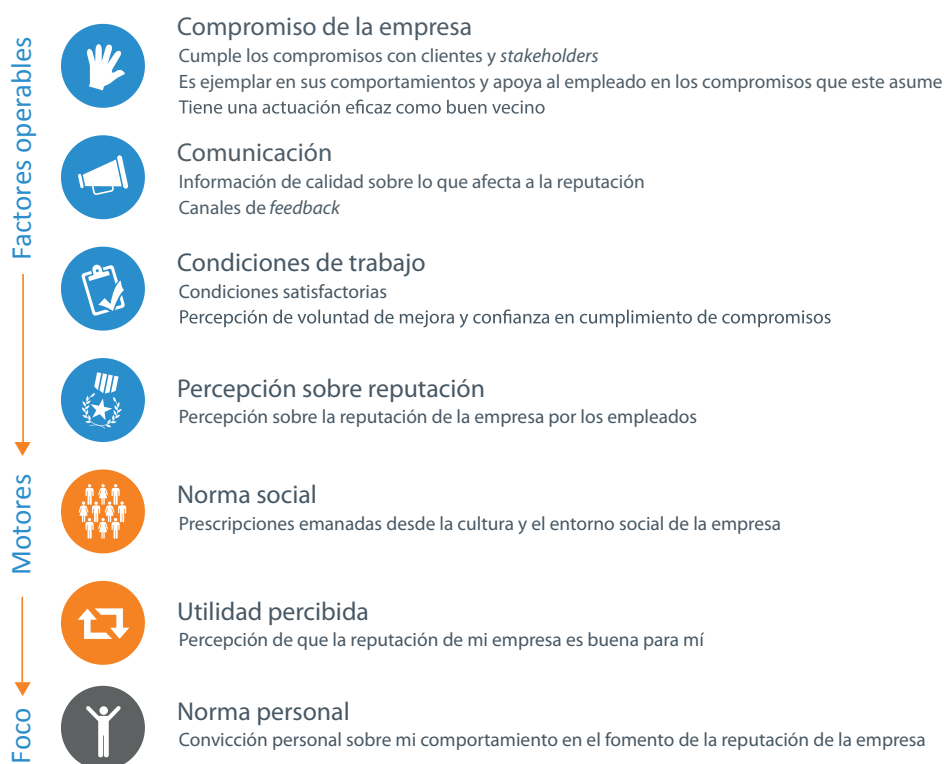 Factores operables
Compromiso de la empresa
Cumple los compromisos con clientes y stakeholders
Es ejemplar en sus comportamientos y apoya al empleado en los compromisos que este asume
Tiene una actuación eficaz como buen vecino
Comunicación
Información de calidad sobre lo que afecta a la reputación
Canales de feedback
Condiciones de trabajo
Condiciones satisfactorias
Percepción de voluntad de mejora y confianza en cumplimiento de compromisos
Percepción sobre reputación
Percepción sobre la reputación de la empresa por los empleados
Motores
Norma social
Prescripciones emanadas desde la cultura y el entorno social de la empresa
Utilidad percibida
Percepción de que la reputación de mi empresa es buena para mí
Foco
Norma personal
Convicción personal sobre mi comportamiento en el fomento de la reputación de la empresa